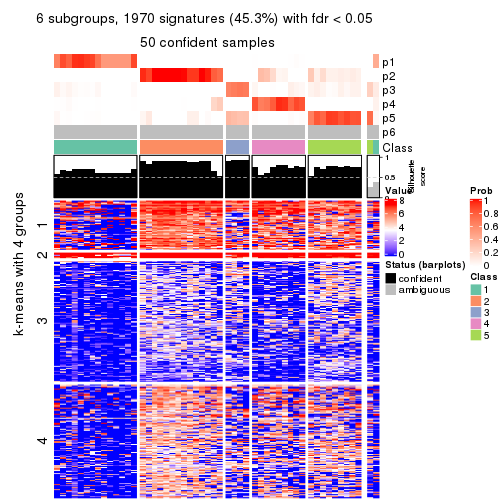 6 subgroups, 1970 signatures (45.3%) with fdr < 0.05
50 confident samples
p1
p2
p3
p4
p5
p6
Class
1
0.5
0
Silhouette
score
k-means with 4 groups
1
2
3
4
Value
8
6
4
2
0
Status (barplots)
confident
ambiguous
Prob
1
0.8
0.6
0.4
0.2
0
Class
1
2
3
4
5